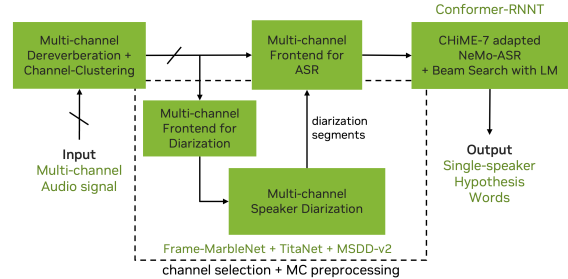 Conformer-RNNT
Multi-channel
Dereverberation +
Channel-Clustering
Multi-channel
Frontend for
ASR
CHiME-7 adapted
NeMo-ASR
+ Beam Search with LM
Multi-channel
Frontend for
Diarization
diarization
segments
Input
Multi-channel
Audio signal
Output
Single-speaker
Hypothesis
Words
Multi-channel
Speaker Diarization
Frame-MarbleNet + TitaNet + MSDD-v2
channel selection + MC preprocessing